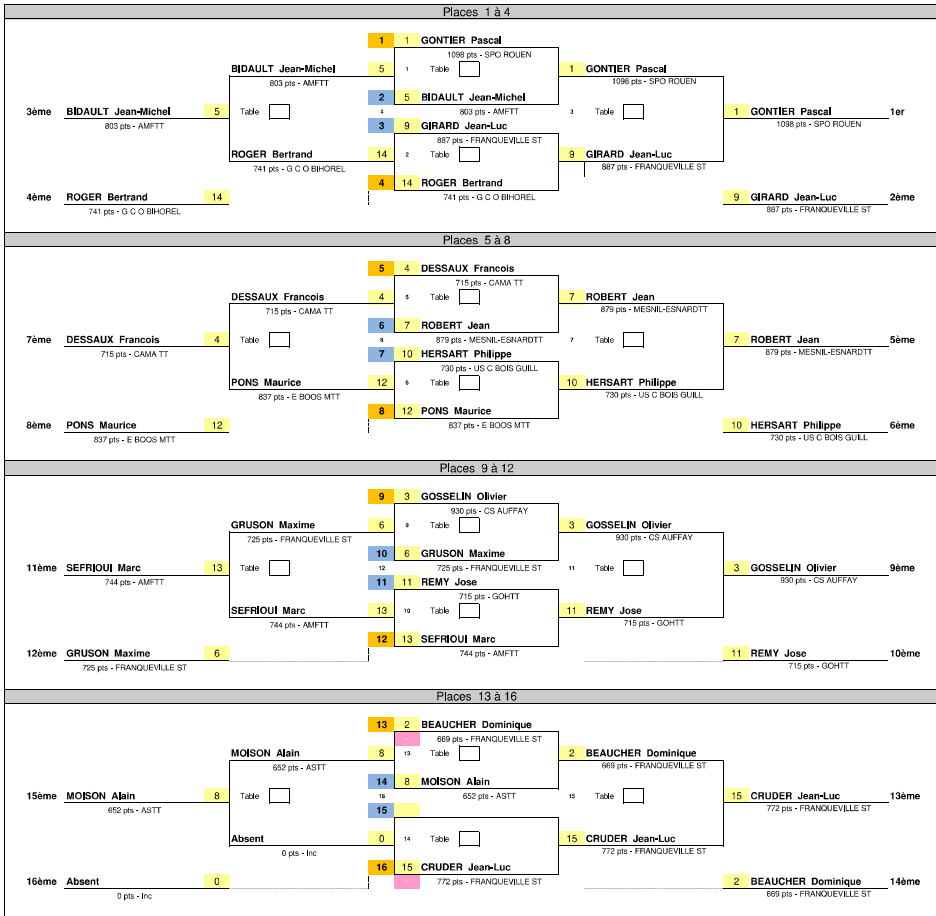 Places 1 à 4
1 1 GONTIER Pascal
1098 pts - SPO ROUEN
BIDAULT Jean-Michel 5 1 Table 1 GONTIER Pascal
803 pts - AMFTT 1098 pts - SPO ROUEN
2 5 BIDAULT Jean-Michel
3ème BIDAULT Jean-Michel 5 Table 4 803 pts - AMFTT 3 Table 1 GONTIER Pascal 1er
803 pts - AMFTT 1098 pts - SPO ROUEN
3 9 GIRARD Jean-Luc
887 pts - FRANQUEVILLE ST
ROGER Bertrand 14 2 Table 9 GIRARD Jean-Luc
741 pts - G C O BIHOREL 887 pts - FRANQUEVILLE ST
4 14 ROGER Bertrand
4ème ROGER Bertrand 14 741 pts - G C O BIHOREL 9 GIRARD Jean-Luc 2ème
741 pts - G C O BIHOREL 887 pts - FRANQUEVILLE ST
Places 5 à 8
5 4 DESSAUX Francois
715 pts - CAMA TT
DESSAUX Francois 4 5 Table 7 ROBERT Jean
715 pts - CAMA TT 879 pts - MESNIL-ESNARDTT
6 7 ROBERT Jean
7ème DESSAUX Francois 4 Table 8 879 pts - MESNIL-ESNARDTT 7 Table 7 ROBERT Jean 5ème
715 pts - CAMA TT 879 pts - MESNIL-ESNARDTT
7 10 HERSART Philippe
730 pts - US C BOIS GUILL
PONS Maurice 12 6 Table 10 HERSART Philippe
837 pts - E BOOS MTT 730 pts - US C BOIS GUILL
8 12 PONS Maurice
8ème PONS Maurice 12 837 pts - E BOOS MTT 10 HERSART Philippe 6ème
837 pts - E BOOS MTT 730 pts - US C BOIS GUILL
Places 9 à 12
9 3 GOSSELIN Olivier
930 pts - CS AUFFAY
GRUSON Maxime 6 9 Table 3 GOSSELIN Olivier
725 pts - FRANQUEVILLE ST 930 pts - CS AUFFAY
10 6 GRUSON Maxime
11ème SEFRIOUI Marc 13 Table 12 725 pts - FRANQUEVILLE ST 11 Table 3 GOSSELIN Olivier 9ème
744 pts - AMFTT 930 pts - CS AUFFAY
11 11 REMY Jose
715 pts - GOHTT
SEFRIOUI Marc 13 10 Table 11 REMY Jose
744 pts - AMFTT 715 pts - GOHTT
12 13 SEFRIOUI Marc
12ème GRUSON Maxime 6 744 pts - AMFTT 11 REMY Jose 10ème
725 pts - FRANQUEVILLE ST 715 pts - GOHTT
Places 13 à 16
13 2 BEAUCHER Dominique
669 pts - FRANQUEVILLE ST
MOISON Alain 8 13 Table 2 BEAUCHER Dominique
652 pts - ASTT 669 pts - FRANQUEVILLE ST
14 8 MOISON Alain
15ème MOISON Alain 8 Table 16 652 pts - ASTT 15 Table 15 CRUDER Jean-Luc 13ème
652 pts - ASTT 772 pts - FRANQUEVILLE ST
15
Absent 0 14 Table 15 CRUDER Jean-Luc
0 pts - Inc 772 pts - FRANQUEVILLE ST
16 15 CRUDER Jean-Luc
16ème Absent 0 772 pts - FRANQUEVILLE ST 2 BEAUCHER Dominique 14ème
0 pts - Inc 669 pts - FRANQUEVILLE ST